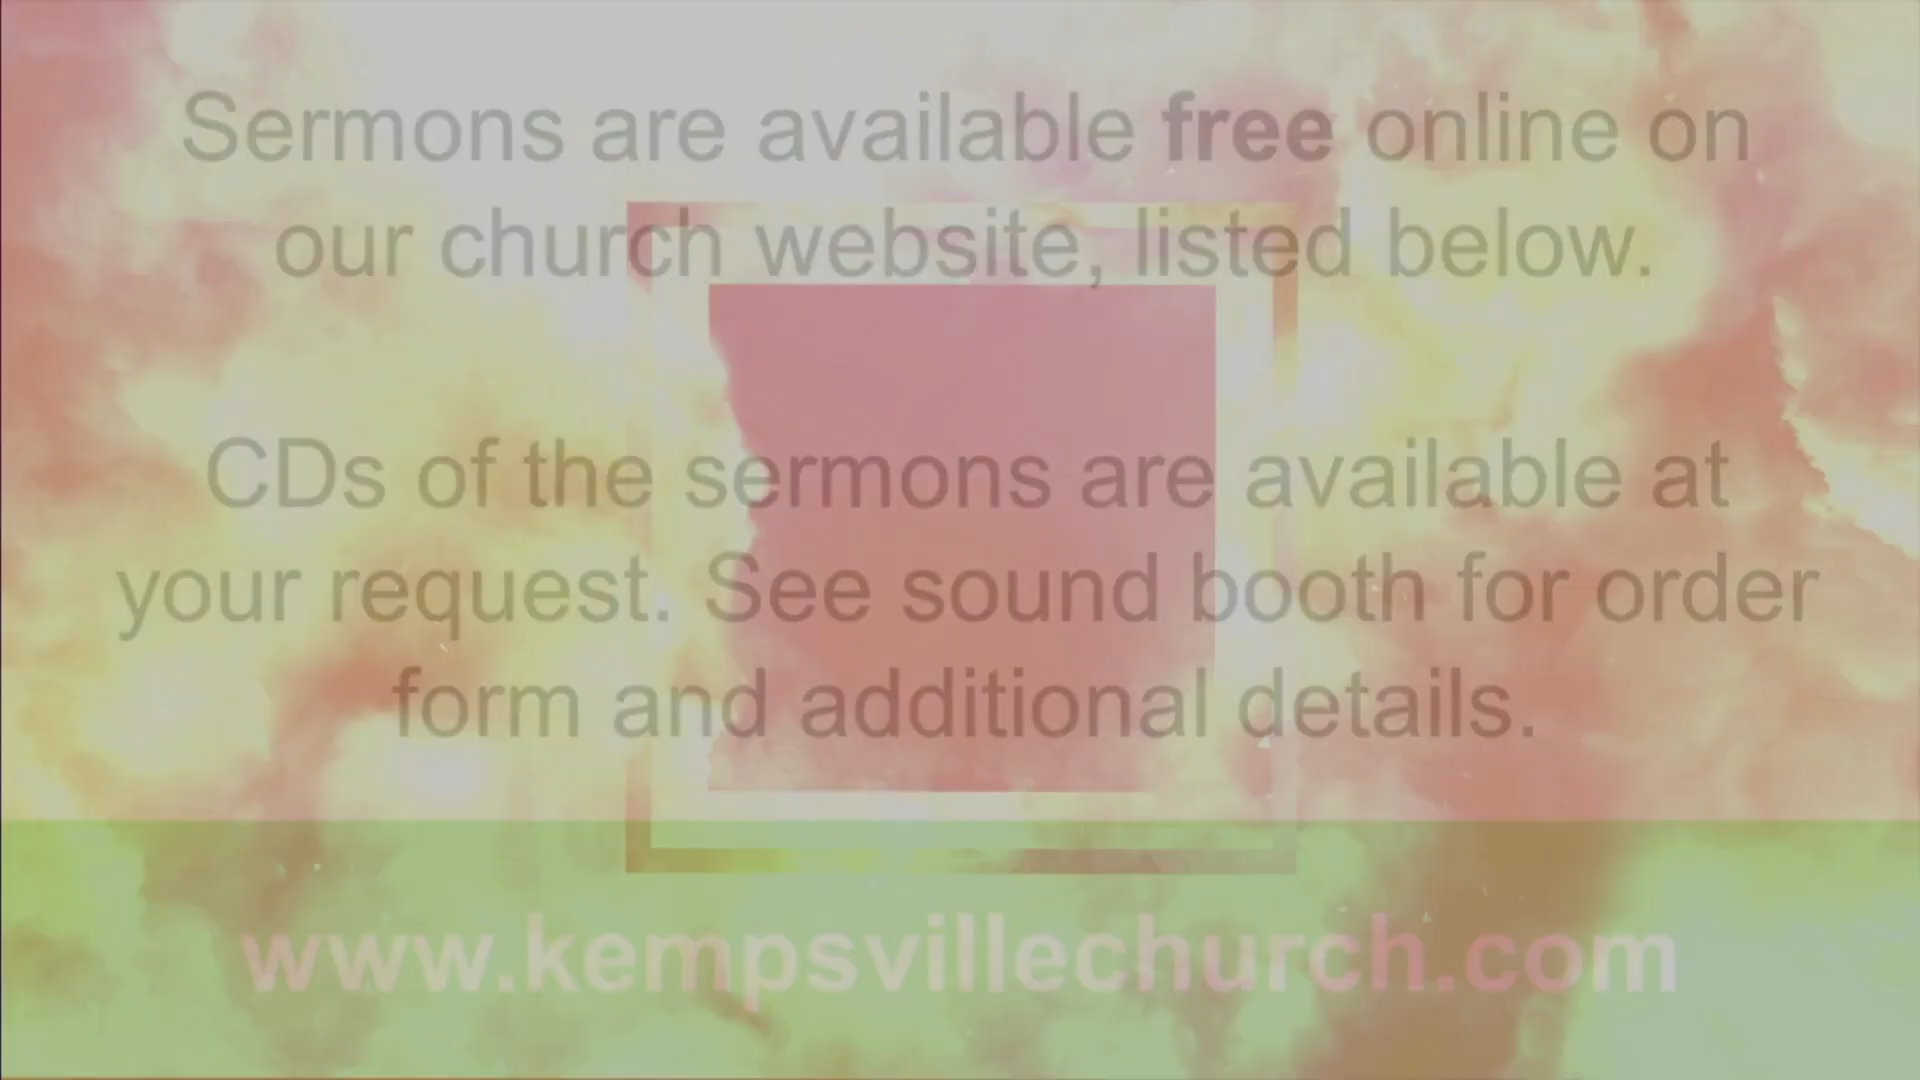 Sermons are available free online on
our church website, listed below.
CDs of the sermons are available at
your request. See sound booth for order
form and additional details.
www.kempsvillechurch.com